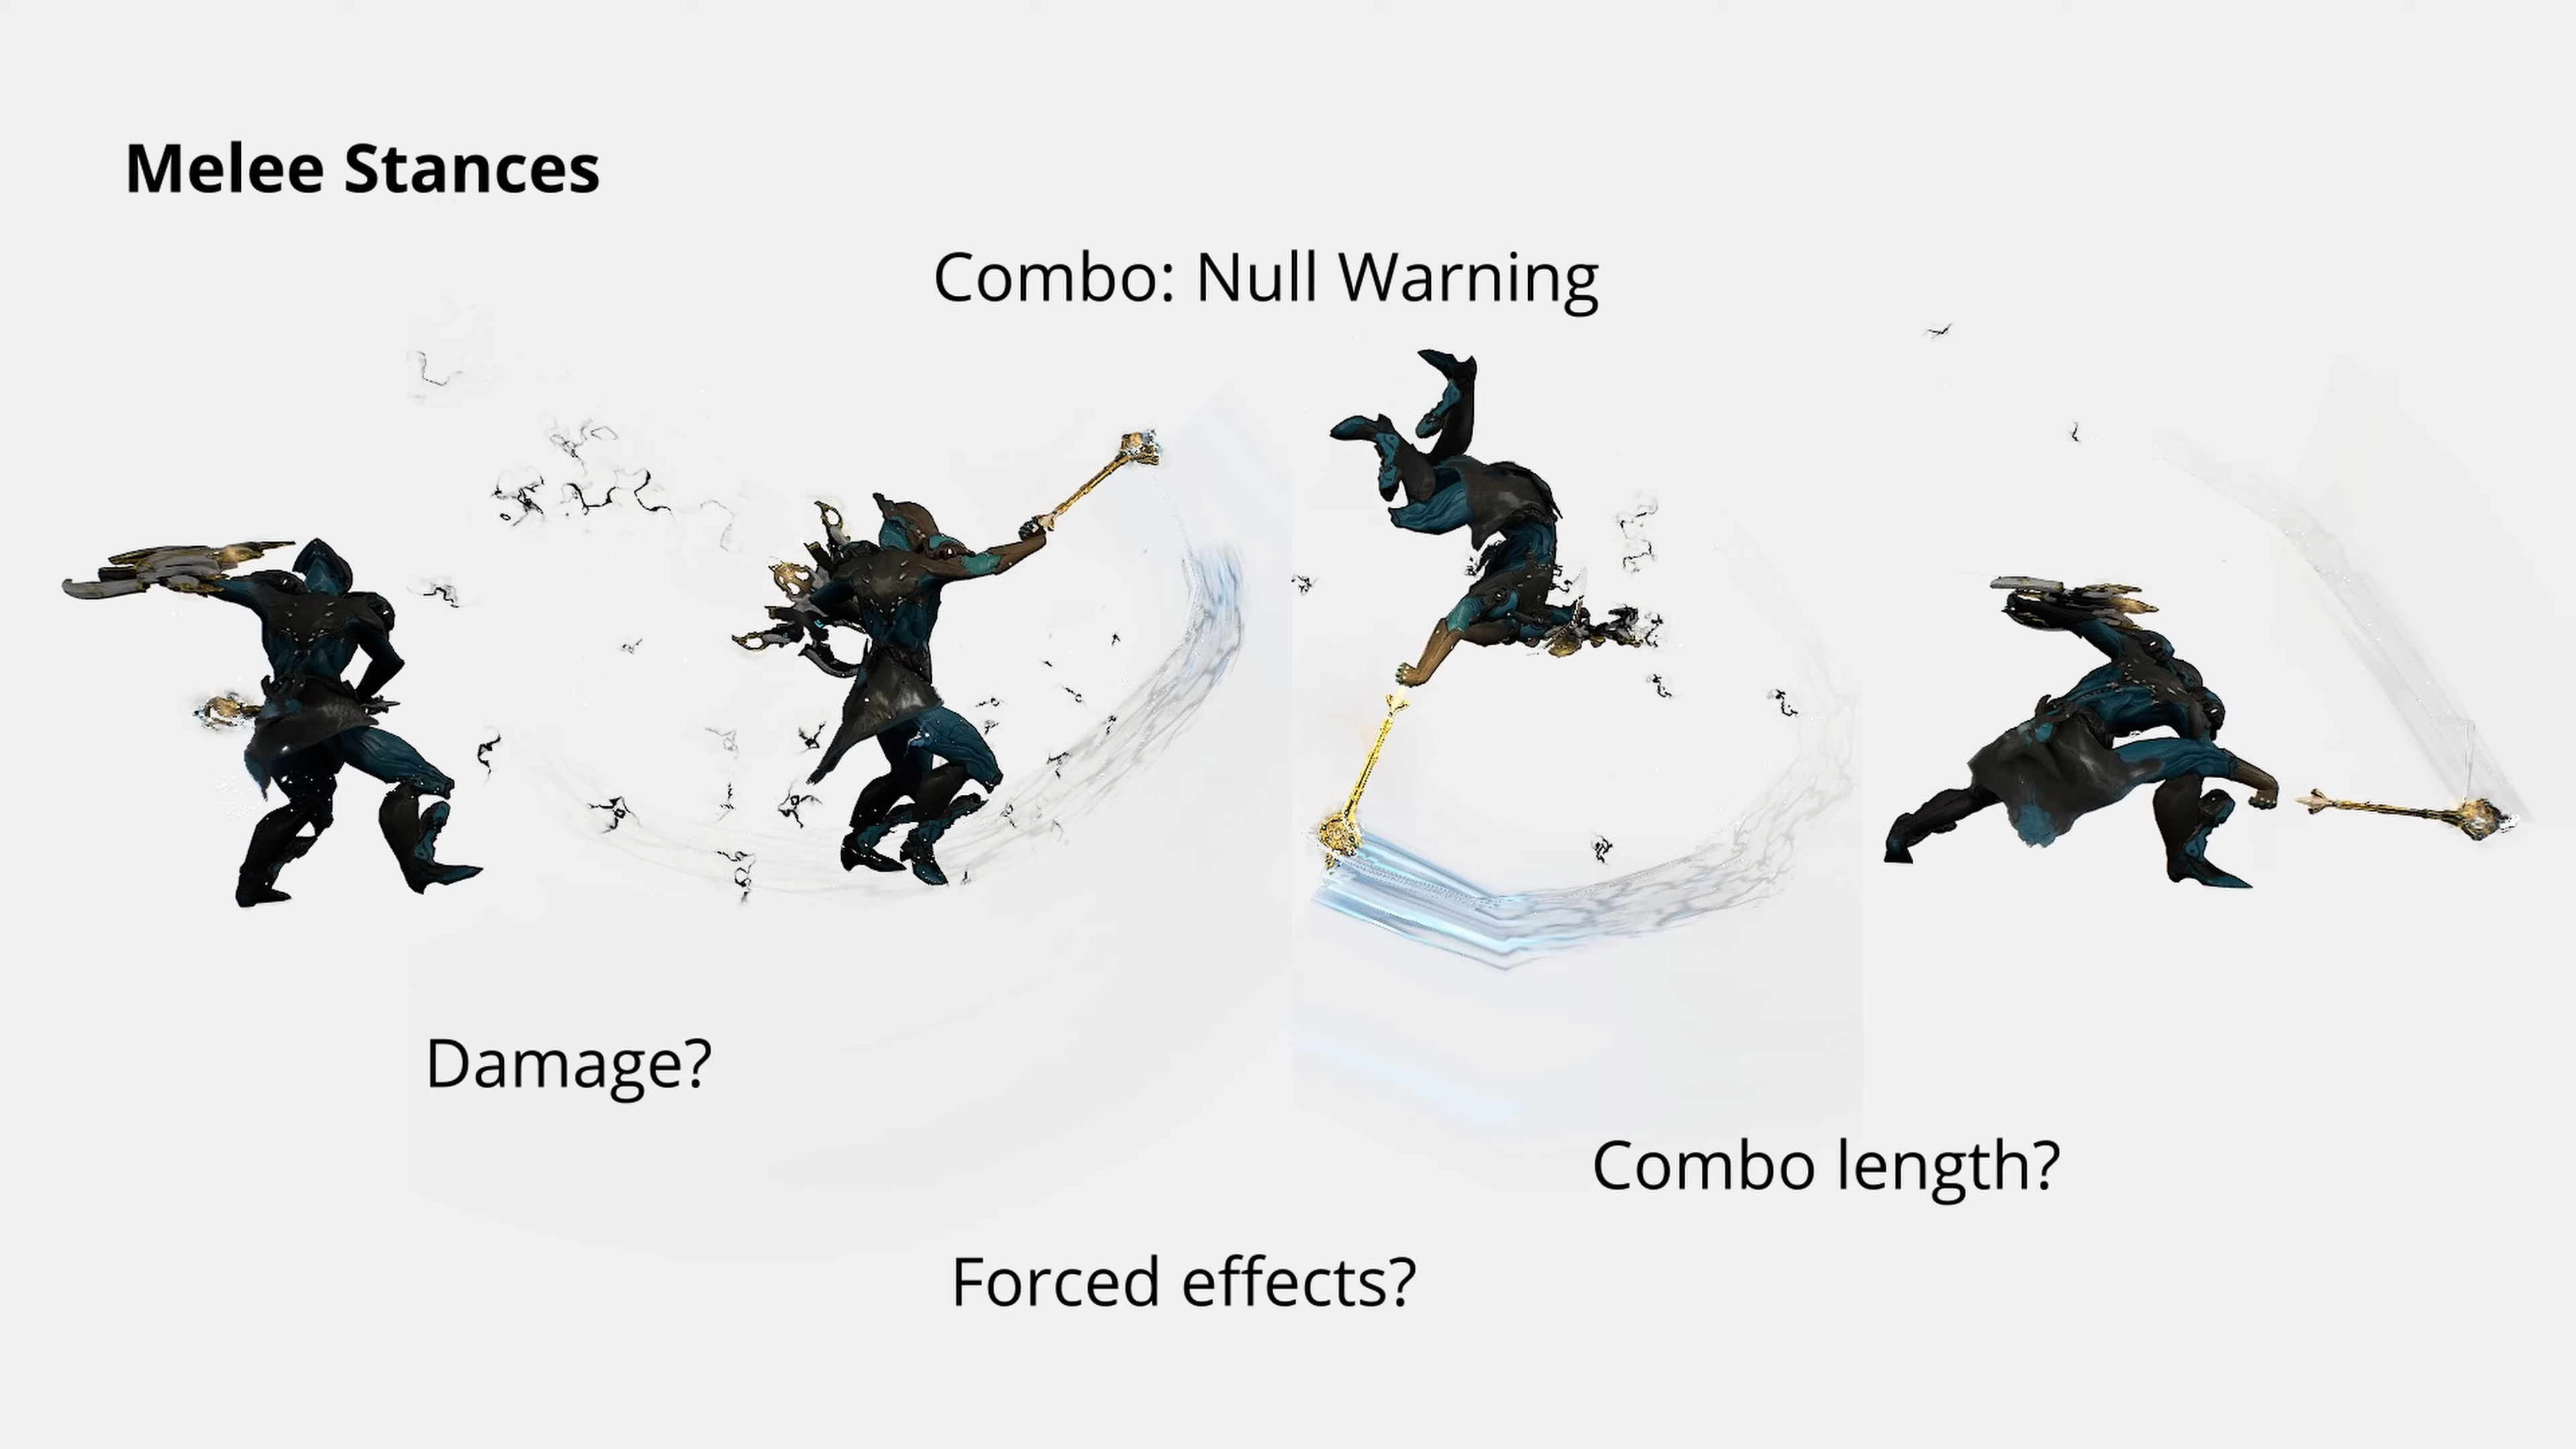 Melee Stances
Combo: Null Warning
Damage?
Combo length?
Forced effects?